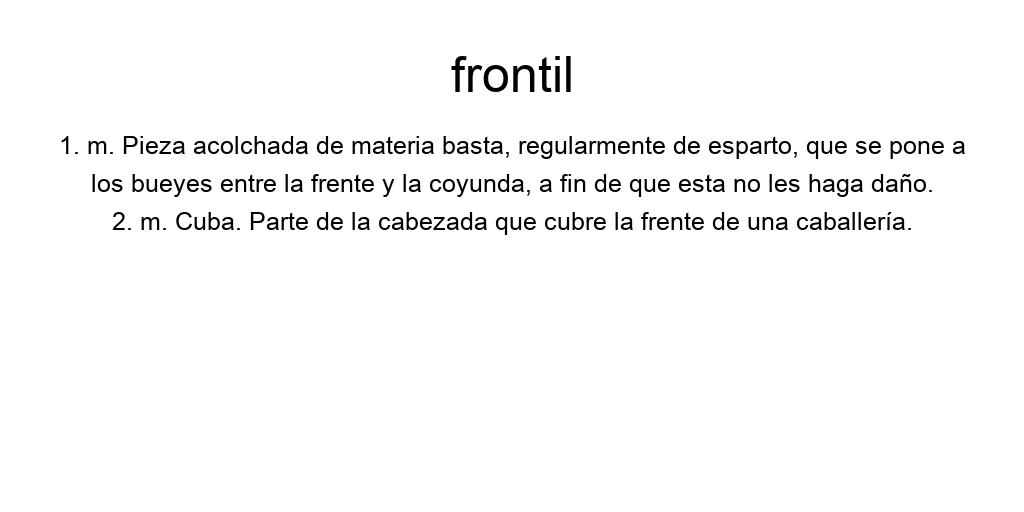 frontil
1. m. Pieza acolchada de materia basta, regularmente de esparto, que se pone a
los bueyes entre la frente y la coyunda, a fin de que esta no les haga daño.
2. m. Cuba. Parte de la cabezada que cubre la frente de una caballería.